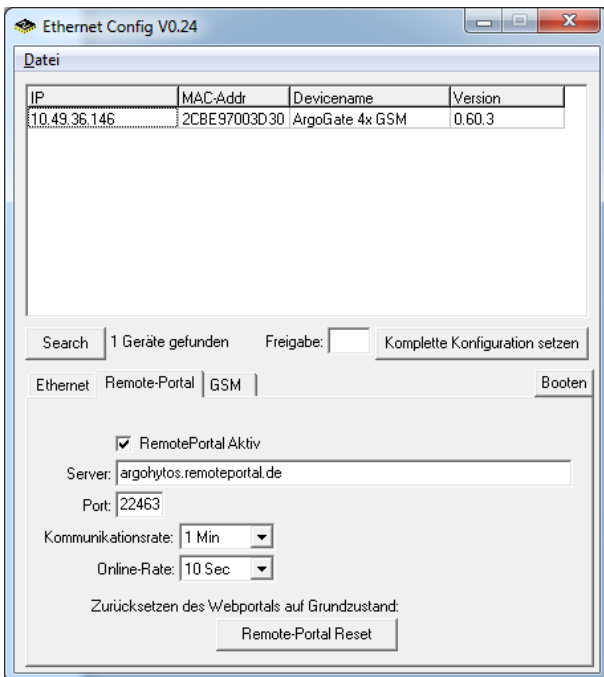 Ethernet Config V0.24
Datei
IP MAC-Addr Devicename Version
10.49.36.146 2CBE97003D30 ArgoGate 4x GSM 0.60.3
Search 1 Geräte gefunden Freigabe: Komplette Konfiguration setzen
Ethernet Remote-Portal GSM Booten
RemotePortal Aktiv
Server: argohytos.remoteportal.de
Port: 22463
Kommunikationsrate: 1 Min
Online-Rate: 10 Sec
Zurücksetzen des Webportals auf Grundzustand:
Remote-Portal Reset